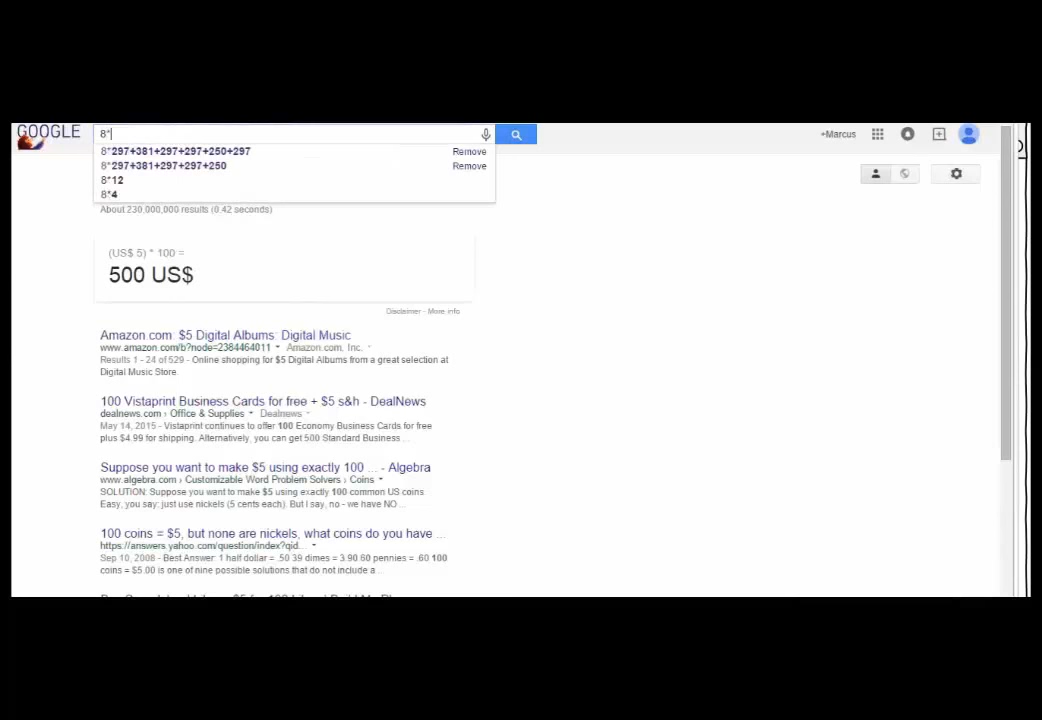 GOOGLE
8*
+Marcus
8*297+381+297+297+250+297 Remove
8*297+381+297+297+250 Remove
8*12
8*4
About 230,000,000 results (0.42 seconds)
(US$ 5) * 100 =
500 US$
Disclaimer - More info
Amazon.com: $5 Digital Albums: Digital Music
www.amazon.com/b?node=2384464011 Amazon.com, Inc.
Results 1 - 24 of 529 - Online shopping for $5 Digital Albums from a great selection at
Digital Music Store.
100 Vistaprint Business Cards for free + $5 s&h - DealNews
dealnews.com › Office & Supplies Dealnews
May 14, 2015 - Vistaprint continues to offer 100 Economy Business Cards for free
plus $4.99 for shipping. Alternatively, you can get 500 Standard Business ...
Suppose you want to make $5 using exactly 100 ... - Algebra
www.algebra.com › Customizable Word Problem Solvers › Coins
SOLUTION: Suppose you want to make $5 using exactly 100 common US coins.
Easy, you say: just use nickels (5 cents each). But I say, no - we have NO ...
100 coins = $5, but none are nickels, what coins do you have ...
https://answers.yahoo.com/question/index?qid...
Sep 10, 2008 - Best Answer: 1 half dollar = .50 39 dimes = 3.90 60 pennies = .60 100
coins = $5.00 is one of nine possible solutions that do not include a ...